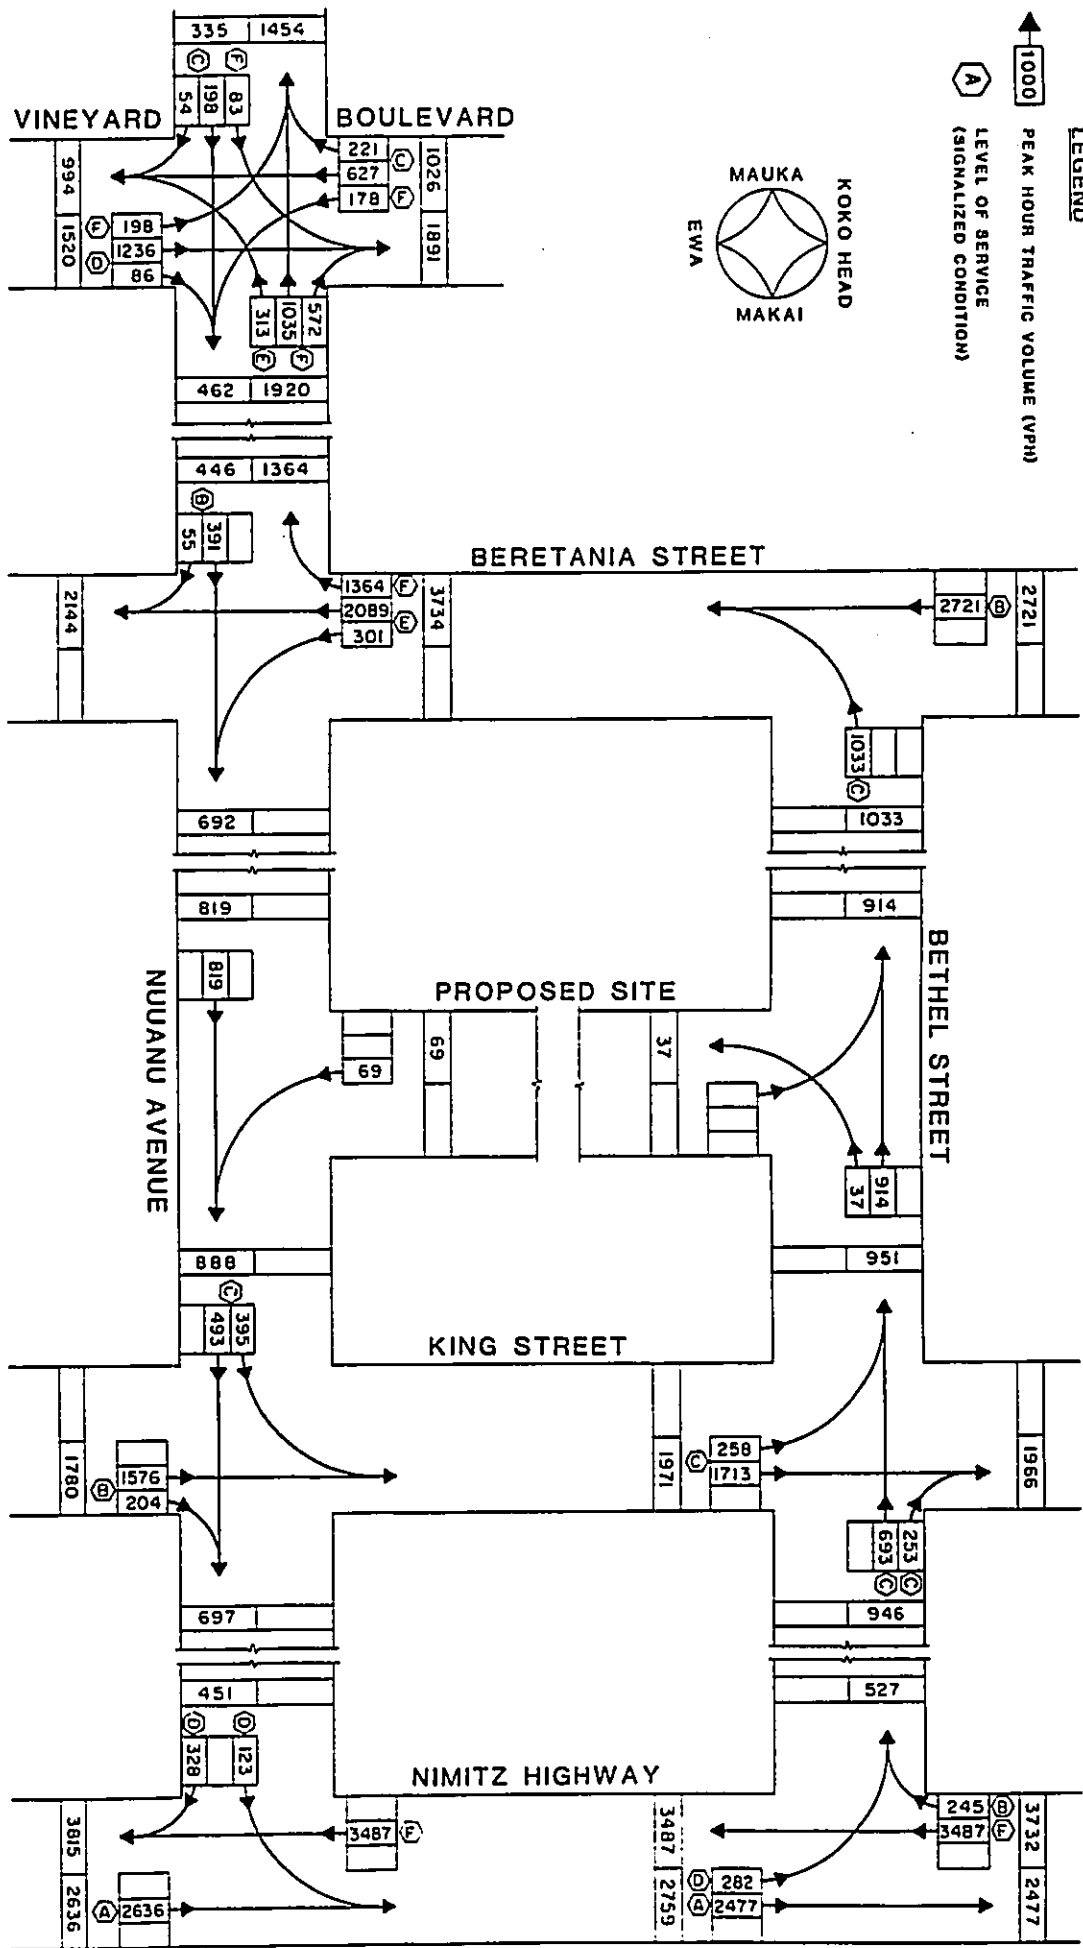 LEGEND
1000 PEAK HOUR TRAFFIC VOLUME (VPH)
A LEVEL OF SERVICE
(SIGNALIZED CONDITION)
MAUKA
KOKO HEAD
EWA
MAKAI
335 1454
C F
54 198 83
VINEYARD BOULEVARD
221 C
627
178 F
1026 1891
994 1520
F 198
1236
D
86
313 1035 572
E F
462 1920
446 1364
B
55 391
BERETANIA STREET
1364 F
2089
E
301
3734
2144
2721 B
2721
1033
C
1033
692
819
914
819
NUUANU AVENUE
PROPOSED SITE
BETHEL STREET
69
69
37
37 914
888
951
C
493 395
KING STREET
1780
1576
B
204
1971
258
C
1713
1966
693 253
C C
697
946
451
527
D D
328 123
NIMITZ HIGHWAY
3815 2636
A 2636
3487 F
3487 2759
D 282
A 2477
245 B
3487 F
3732 2477